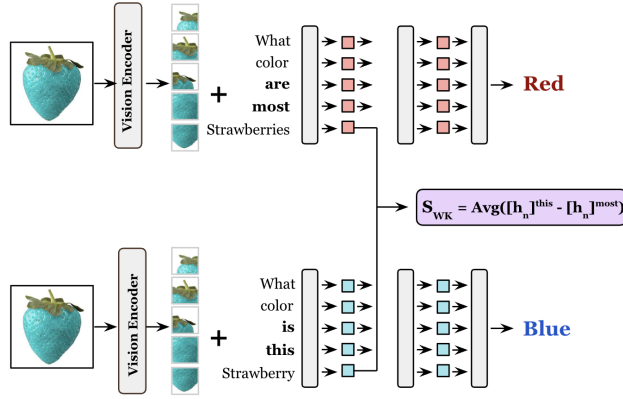 Vision Encoder
+
What
color
are
most
Strawberries
Red
S_WK = Avg([h_n]^this - [h_n]^most)
Vision Encoder
+
What
color
is
this
Strawberry
Blue